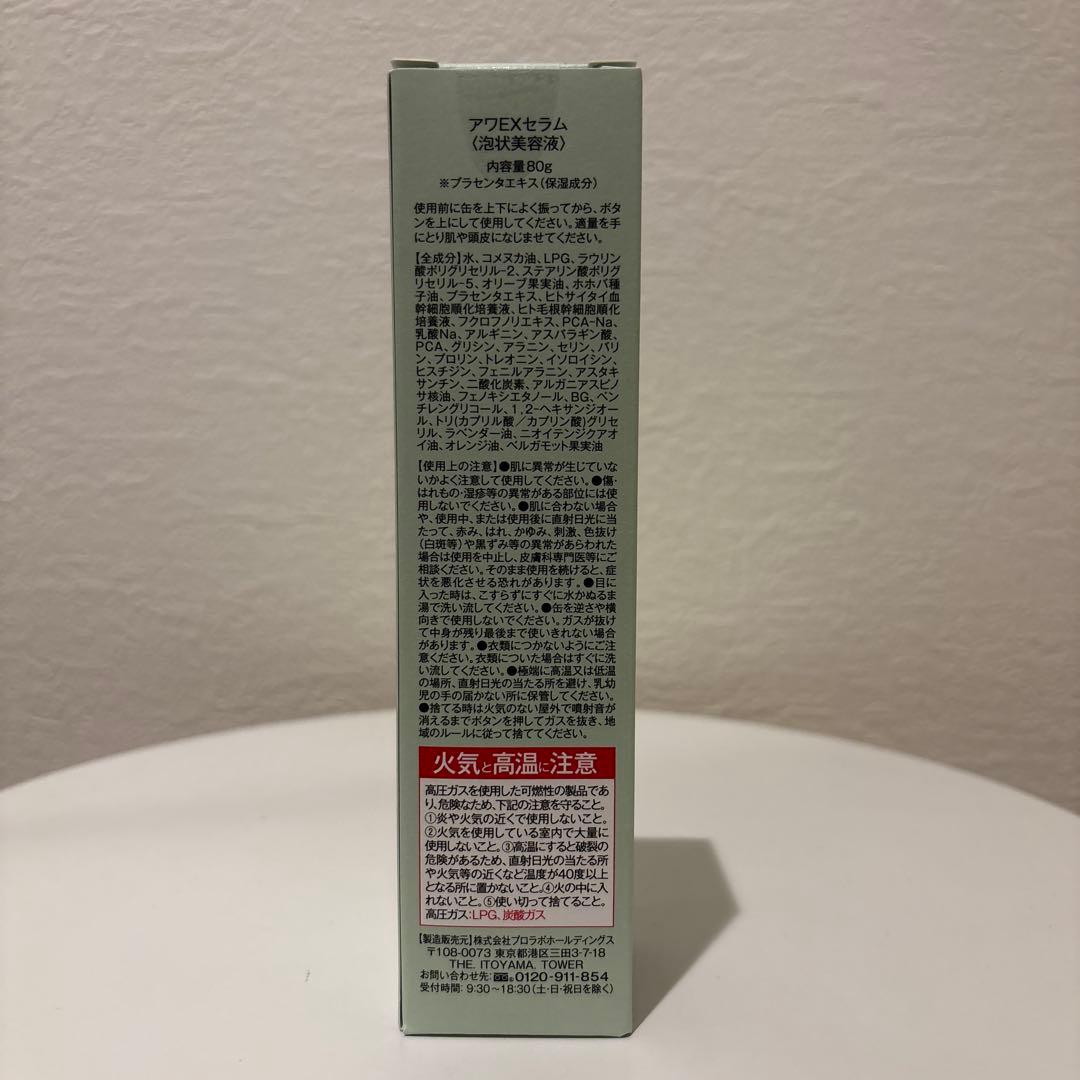 アワEXセラム
〈泡状美容液〉
内容量80g
※プラセンタエキス(保湿成分)
使用前に缶を上下によく振ってから、ボタ
ンを上にして使用してください。適量を手
にとり肌や頭皮になじませてください。
【全成分】水、コメヌカ油、LPG、ラウリン
酸ポリグリセリル-2、ステアリン酸ポリグ
リセリル-5、オリーブ果実油、ホホバ種
子油、プラセンタエキス、ヒトサイタイ血
幹細胞順化培養液、ヒト毛根幹細胞順化
培養液、フクロフノリエキス、PCA-Na、
乳酸Na、アルギニン、アスパラギン酸、
PCA、グリシン、アラニン、セリン、バリ
ン、プロリン、トレオニン、イソロイシン、
ヒスチジン、フェニルアラニン、アスタキ
サンチン、二酸化炭素、アルガニアスピノ
サ核油、フェノキシエタノール、BG、ペン
チレングリコール、1,2-ヘキサンジオー
ル、トリ(カプリル酸/カプリン酸)グリセ
リル、ラベンダー油、ニオイテンジクアオ
イ油、オレンジ油、ベルガモット果実油
【使用上の注意】●肌に異常が生じていな
いかよく注意して使用してください。●傷・
はれもの・湿疹等の異常がある部位には使
用しないでください。●肌に合わない場合
や、使用中、または使用後に直射日光に当
たって、赤み、はれ、かゆみ、刺激、色抜け
(白斑等)や黒ずみ等の異常があらわれた
場合は使用を中止し、皮膚科専門医等にご
相談ください。そのまま使用を続けると、症
状を悪化させる恐れがあります。●目に
入った時は、こすらずにすぐに水かぬるま
湯で洗い流してください。●缶を逆さや横
向きで使用しないでください。ガスが抜け
て中身が残り最後まで使いきれない場合
があります。●衣類につかないようにご注
意ください。衣類についた場合はすぐに洗
い流してください。●極端に高温又は低温
の場所、直射日光の当たる所を避け、乳幼
児の手の届かない所に保管してください。
●捨てる時は火気のない屋外で噴射音が
消えるまでボタンを押してガスを抜き、地
域のルールに従って捨ててください。
火気と高温に注意
高圧ガスを使用した可燃性の製品であ
り、危険なため、下記の注意を守ること。
①炎や火気の近くで使用しないこと。
②火気を使用している室内で大量に
使用しないこと。③高温にすると破裂の
危険があるため、直射日光の当たる所
や火気等の近くなど温度が40度以上
となる所に置かないこと。④火の中に入
れないこと。⑤使い切って捨てること。
高圧ガス:LPG、炭酸ガス
【製造販売元】株式会社プロラボホールディングス
〒108-0073 東京都港区三田3-7-18
THE. ITOYAMA. TOWER
お問い合わせ先:0120-911-854
受付時間: 9:30〜18:30(土・日・祝日を除く)